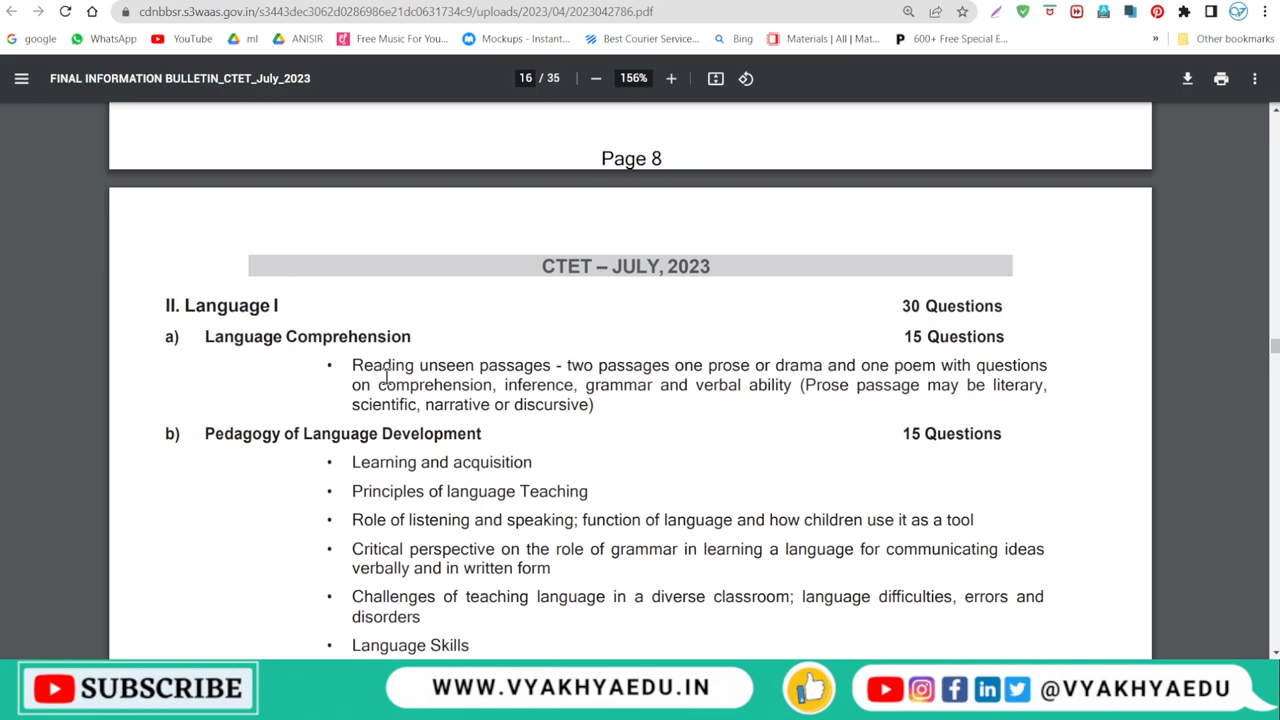 cdnbbsr.s3waas.gov.in/s3443dec3062d0286986e21dc0631734c9/uploads/2023/04/2023042786.pdf
google WhatsApp YouTube ml ANISIR Free Music For You... Mockups - Instant... Best Courier Service... Bing Materials | All | Mat... 600+ Free Special E... » Other bookmarks
FINAL INFORMATION BULLETIN_CTET_July_2023 16 / 35 − 156% +
Page 8
CTET – JULY, 2023
II. Language I 30 Questions
a) Language Comprehension 15 Questions
• Reading unseen passages - two passages one prose or drama and one poem with questions
on comprehension, inference, grammar and verbal ability (Prose passage may be literary,
scientific, narrative or discursive)
b) Pedagogy of Language Development 15 Questions
• Learning and acquisition
• Principles of language Teaching
• Role of listening and speaking; function of language and how children use it as a tool
• Critical perspective on the role of grammar in learning a language for communicating ideas
verbally and in written form
• Challenges of teaching language in a diverse classroom; language difficulties, errors and
disorders
• Language Skills
SUBSCRIBE WWW.VYAKHYAEDU.IN @VYAKHYAEDU